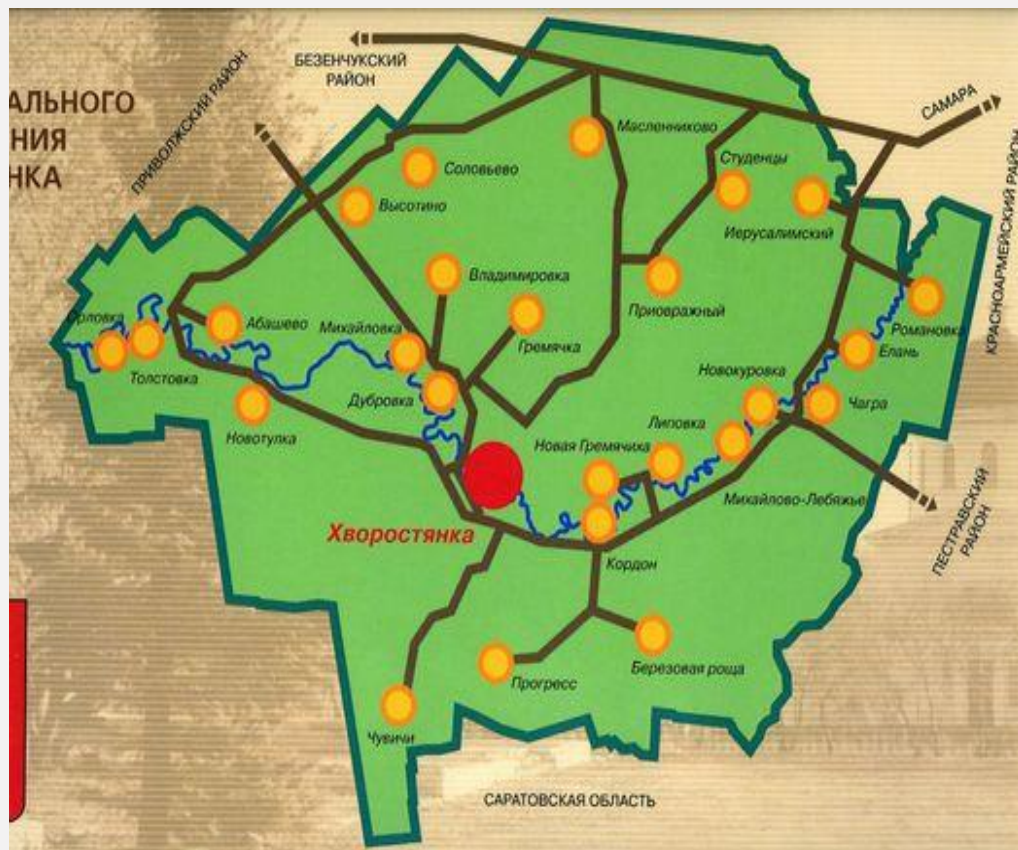 АЛЬНОГО
НИЯ
НКА
БЕЗЕНЧУКСКИЙ
РАЙОН
ПРИВОЛЖСКИЙ РАЙОН
САМАРА
КРАСНОАРМЕЙСКИЙ РАЙОН
Масленниково
Студенцы
Соловьево
Высотино
Иерусалимский
Владимировка
Приовражный
Романовка
Орловка
Абашево
Михайловка
Гремячка
Елань
Толстовка
Новокуровка
Дубровка
Чагра
Новотулка
Липовка
Новая Гремячиха
Михайлово-Лебяжье
ПЕСТРАВСКИЙ
РАЙОН
Хворостянка
Кордон
Березовая роща
Прогресс
Чувичи
САРАТОВСКАЯ ОБЛАСТЬ